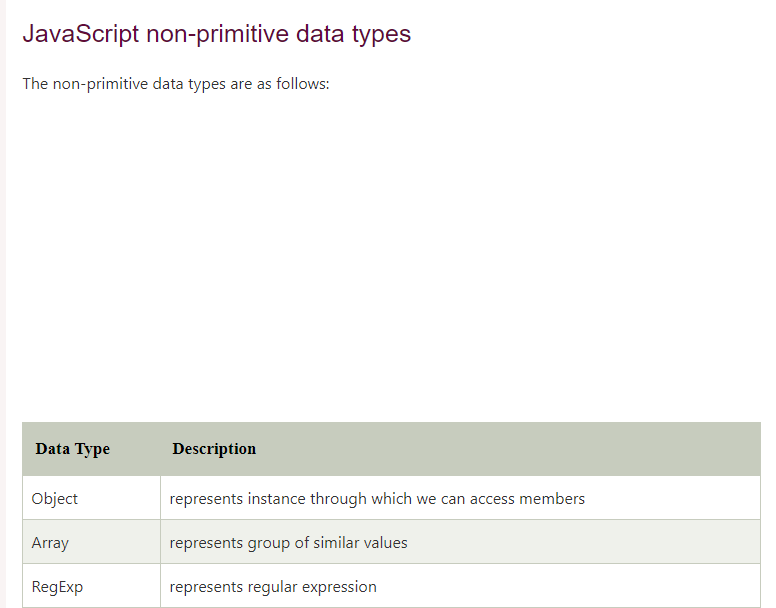 JavaScript non-primitive data types
The non-primitive data types are as follows:
Data Type Description
Object represents instance through which we can access members
Array represents group of similar values
RegExp represents regular expression